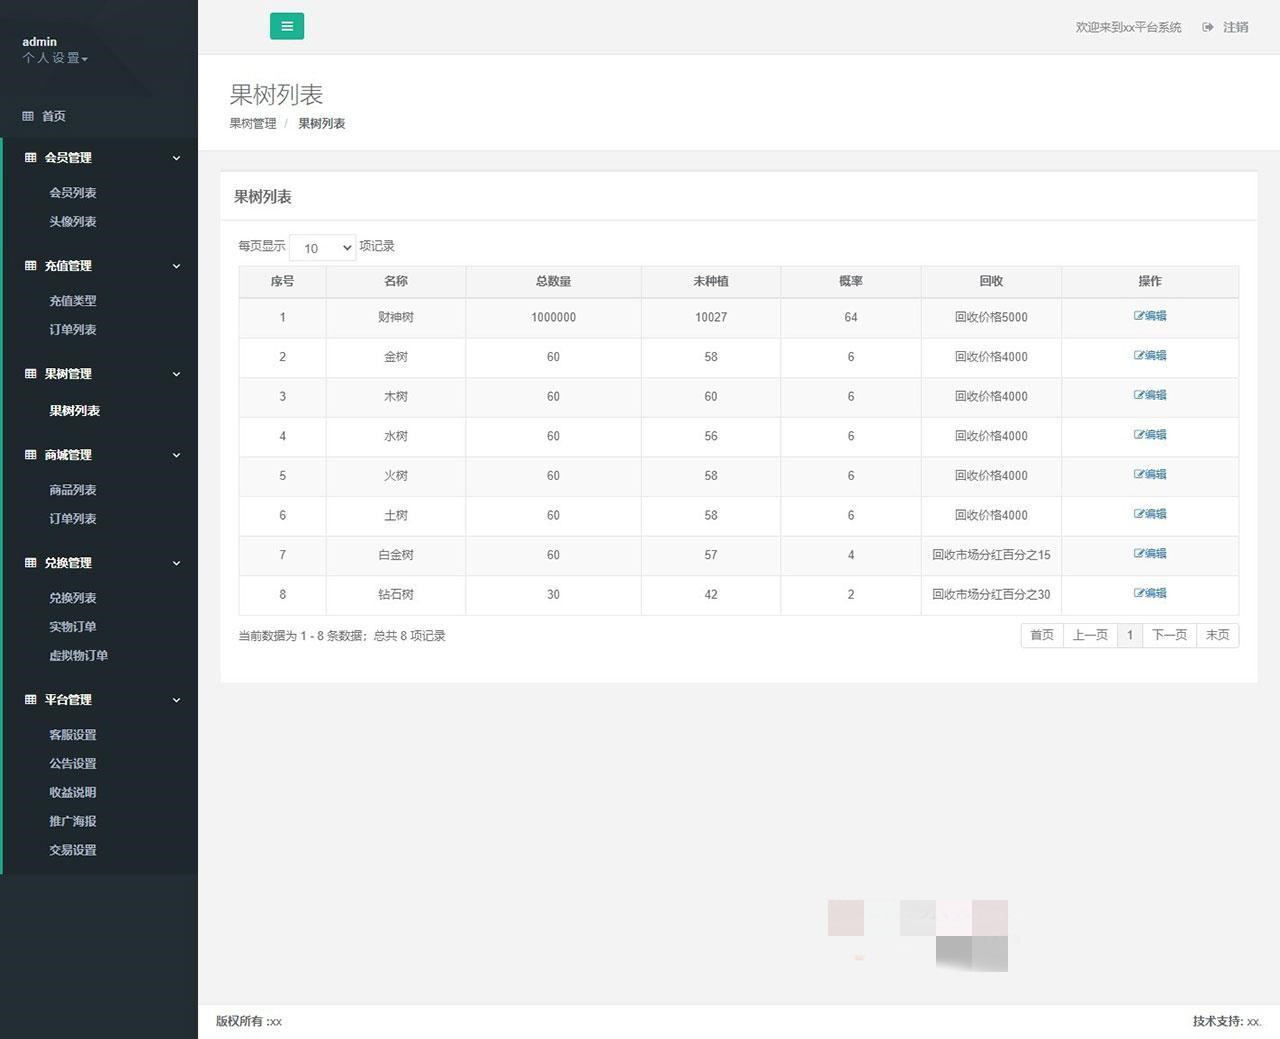 admin
个人设置
首页
会员管理
会员列表
头像列表
充值管理
充值类型
订单列表
果树管理
果树列表
商城管理
商品列表
订单列表
兑换管理
兑换列表
实物订单
虚拟物订单
平台管理
客服设置
公告设置
收益说明
推广海报
交易设置
欢迎来到xx平台系统 注销
果树列表
果树管理 / 果树列表
果树列表
每页显示 10 项记录
序号 名称 总数量 未种植 概率 回收 操作
1 财神树 1000000 10027 64 回收价格5000 编辑
2 金树 60 58 6 回收价格4000 编辑
3 木树 60 60 6 回收价格4000 编辑
4 水树 60 56 6 回收价格4000 编辑
5 火树 60 58 6 回收价格4000 编辑
6 土树 60 58 6 回收价格4000 编辑
7 白金树 60 57 4 回收市场分红百分之15 编辑
8 钻石树 30 42 2 回收市场分红百分之30 编辑
当前数据为 1 - 8 条数据；总共 8 项记录
首页 上一页 1 下一页 末页
版权所有 :xx
技术支持: xx.